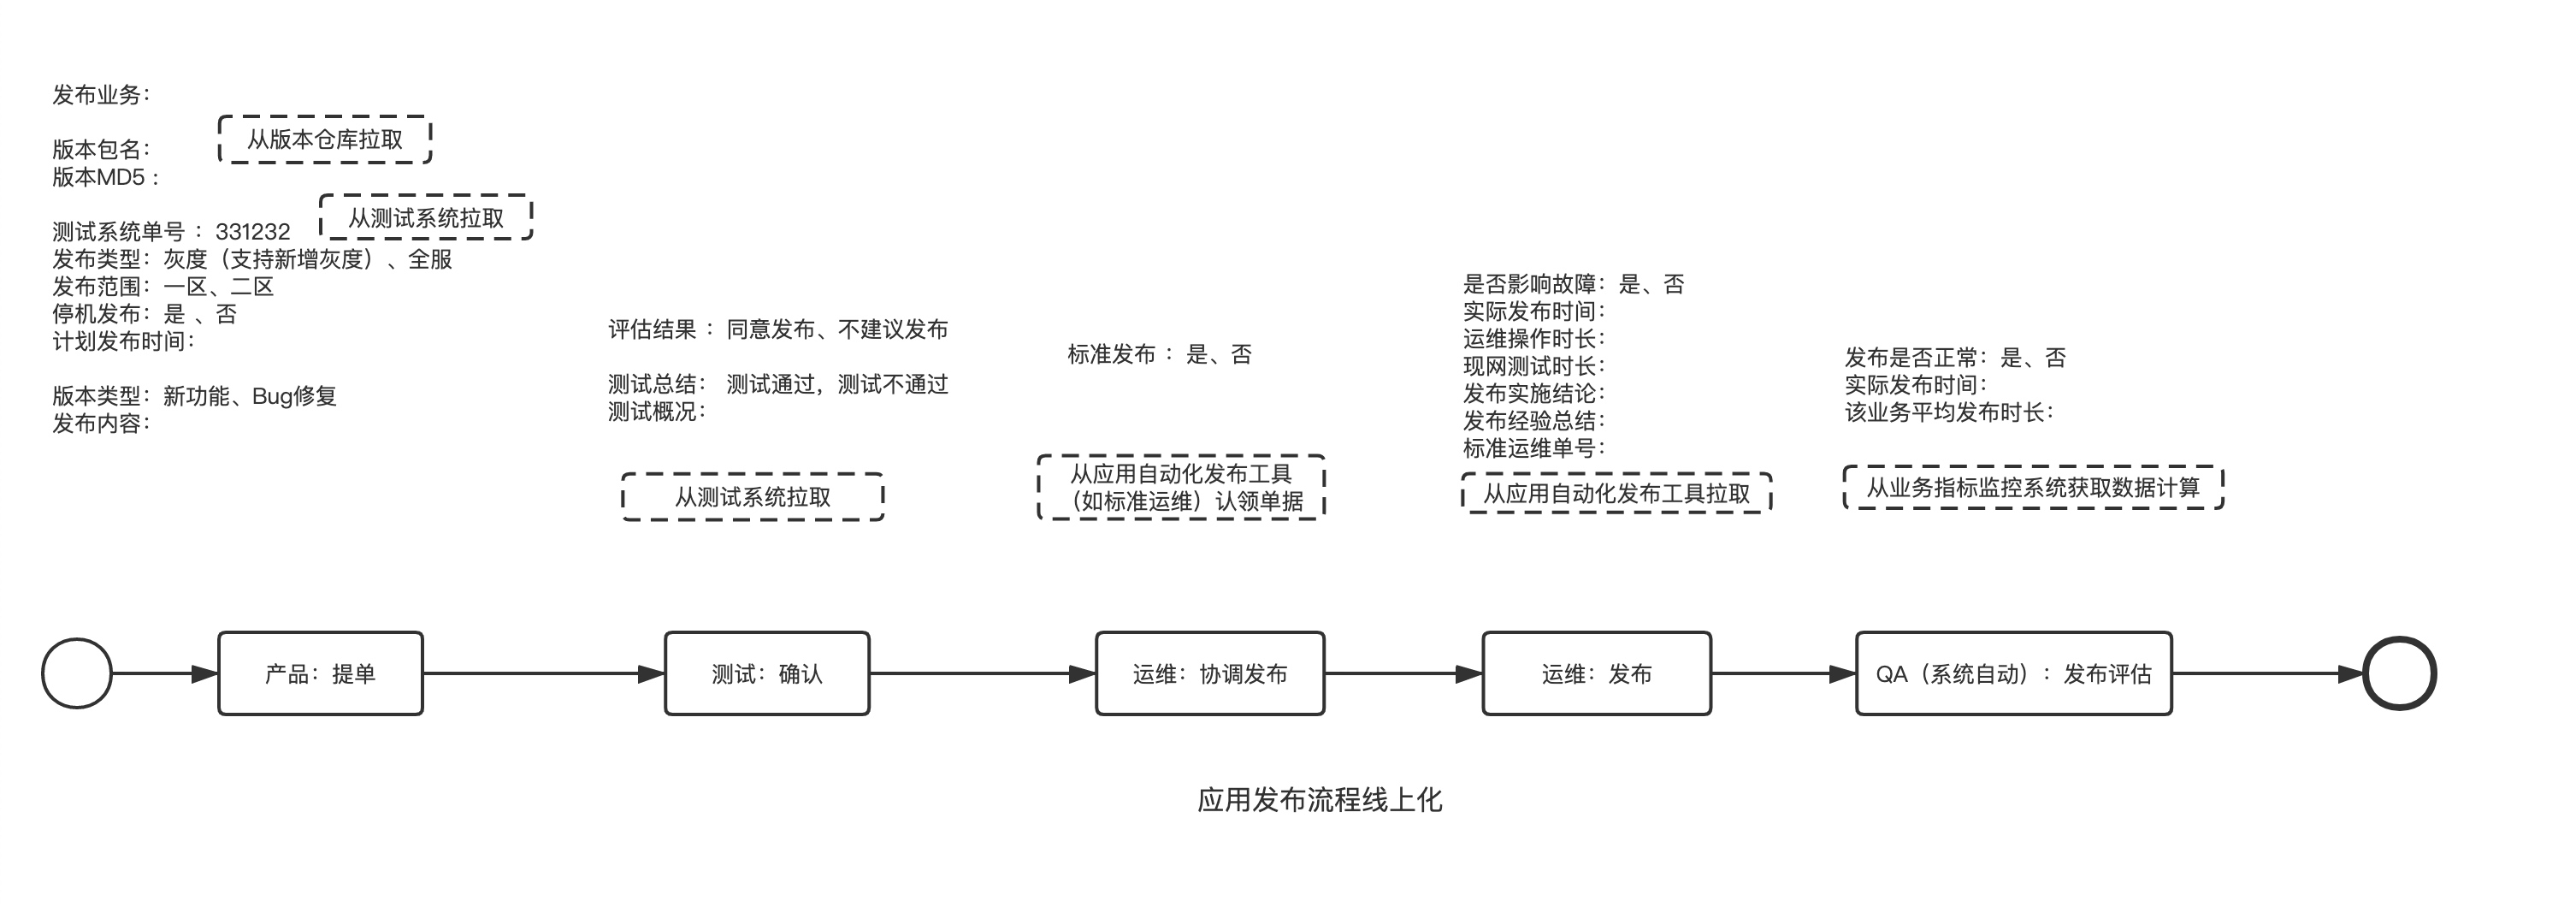 发布业务：
从版本仓库拉取
版本包名：
版本MD5 :
从测试系统拉取
测试系统单号 ： 331232
发布类型：灰度（支持新增灰度）、全服
发布范围：一区、二区
停机发布：是 、否
计划发布时间：
版本类型：新功能、Bug修复
发布内容：
评估结果 ：同意发布、不建议发布
测试总结： 测试通过，测试不通过
测试概况：
从测试系统拉取
标准发布 ：是、否
从应用自动化发布工具
（如标准运维）认领单据
是否影响故障：是、否
实际发布时间：
运维操作时长：
现网测试时长：
发布实施结论：
发布经验总结：
标准运维单号：
从应用自动化发布工具拉取
发布是否正常：是、否
实际发布时间：
该业务平均发布时长：
从业务指标监控系统获取数据计算
产品：提单
测试：确认
运维：协调发布
运维：发布
QA（系统自动）：发布评估
应用发布流程线上化